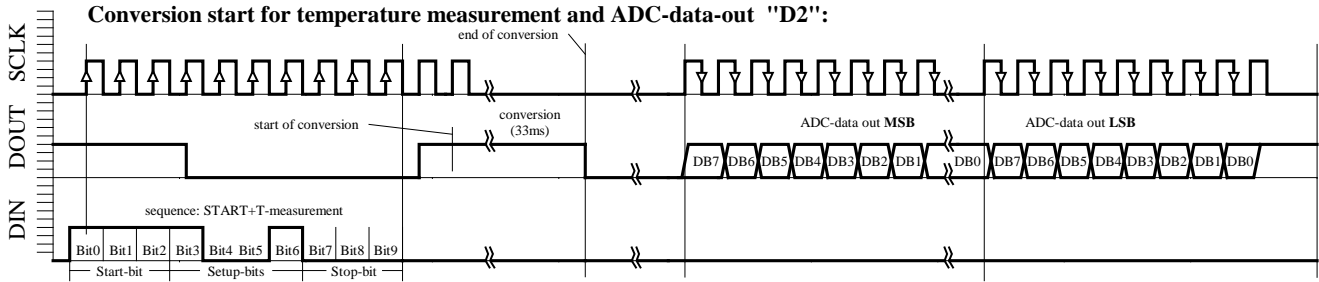 Conversion start for temperature measurement and ADC-data-out "D2":
end of conversion
SCLK
start of conversion
conversion
(33ms)
ADC-data out MSB
ADC-data out LSB
DOUT
DB7 DB6 DB5 DB4 DB3 DB2 DB1 DB0 DB7 DB6 DB5 DB4 DB3 DB2 DB1 DB0
sequence: START+T-measurement
DIN
Bit0 Bit1 Bit2 Bit3 Bit4 Bit5 Bit6 Bit7 Bit8 Bit9
Start-bit Setup-bits Stop-bit